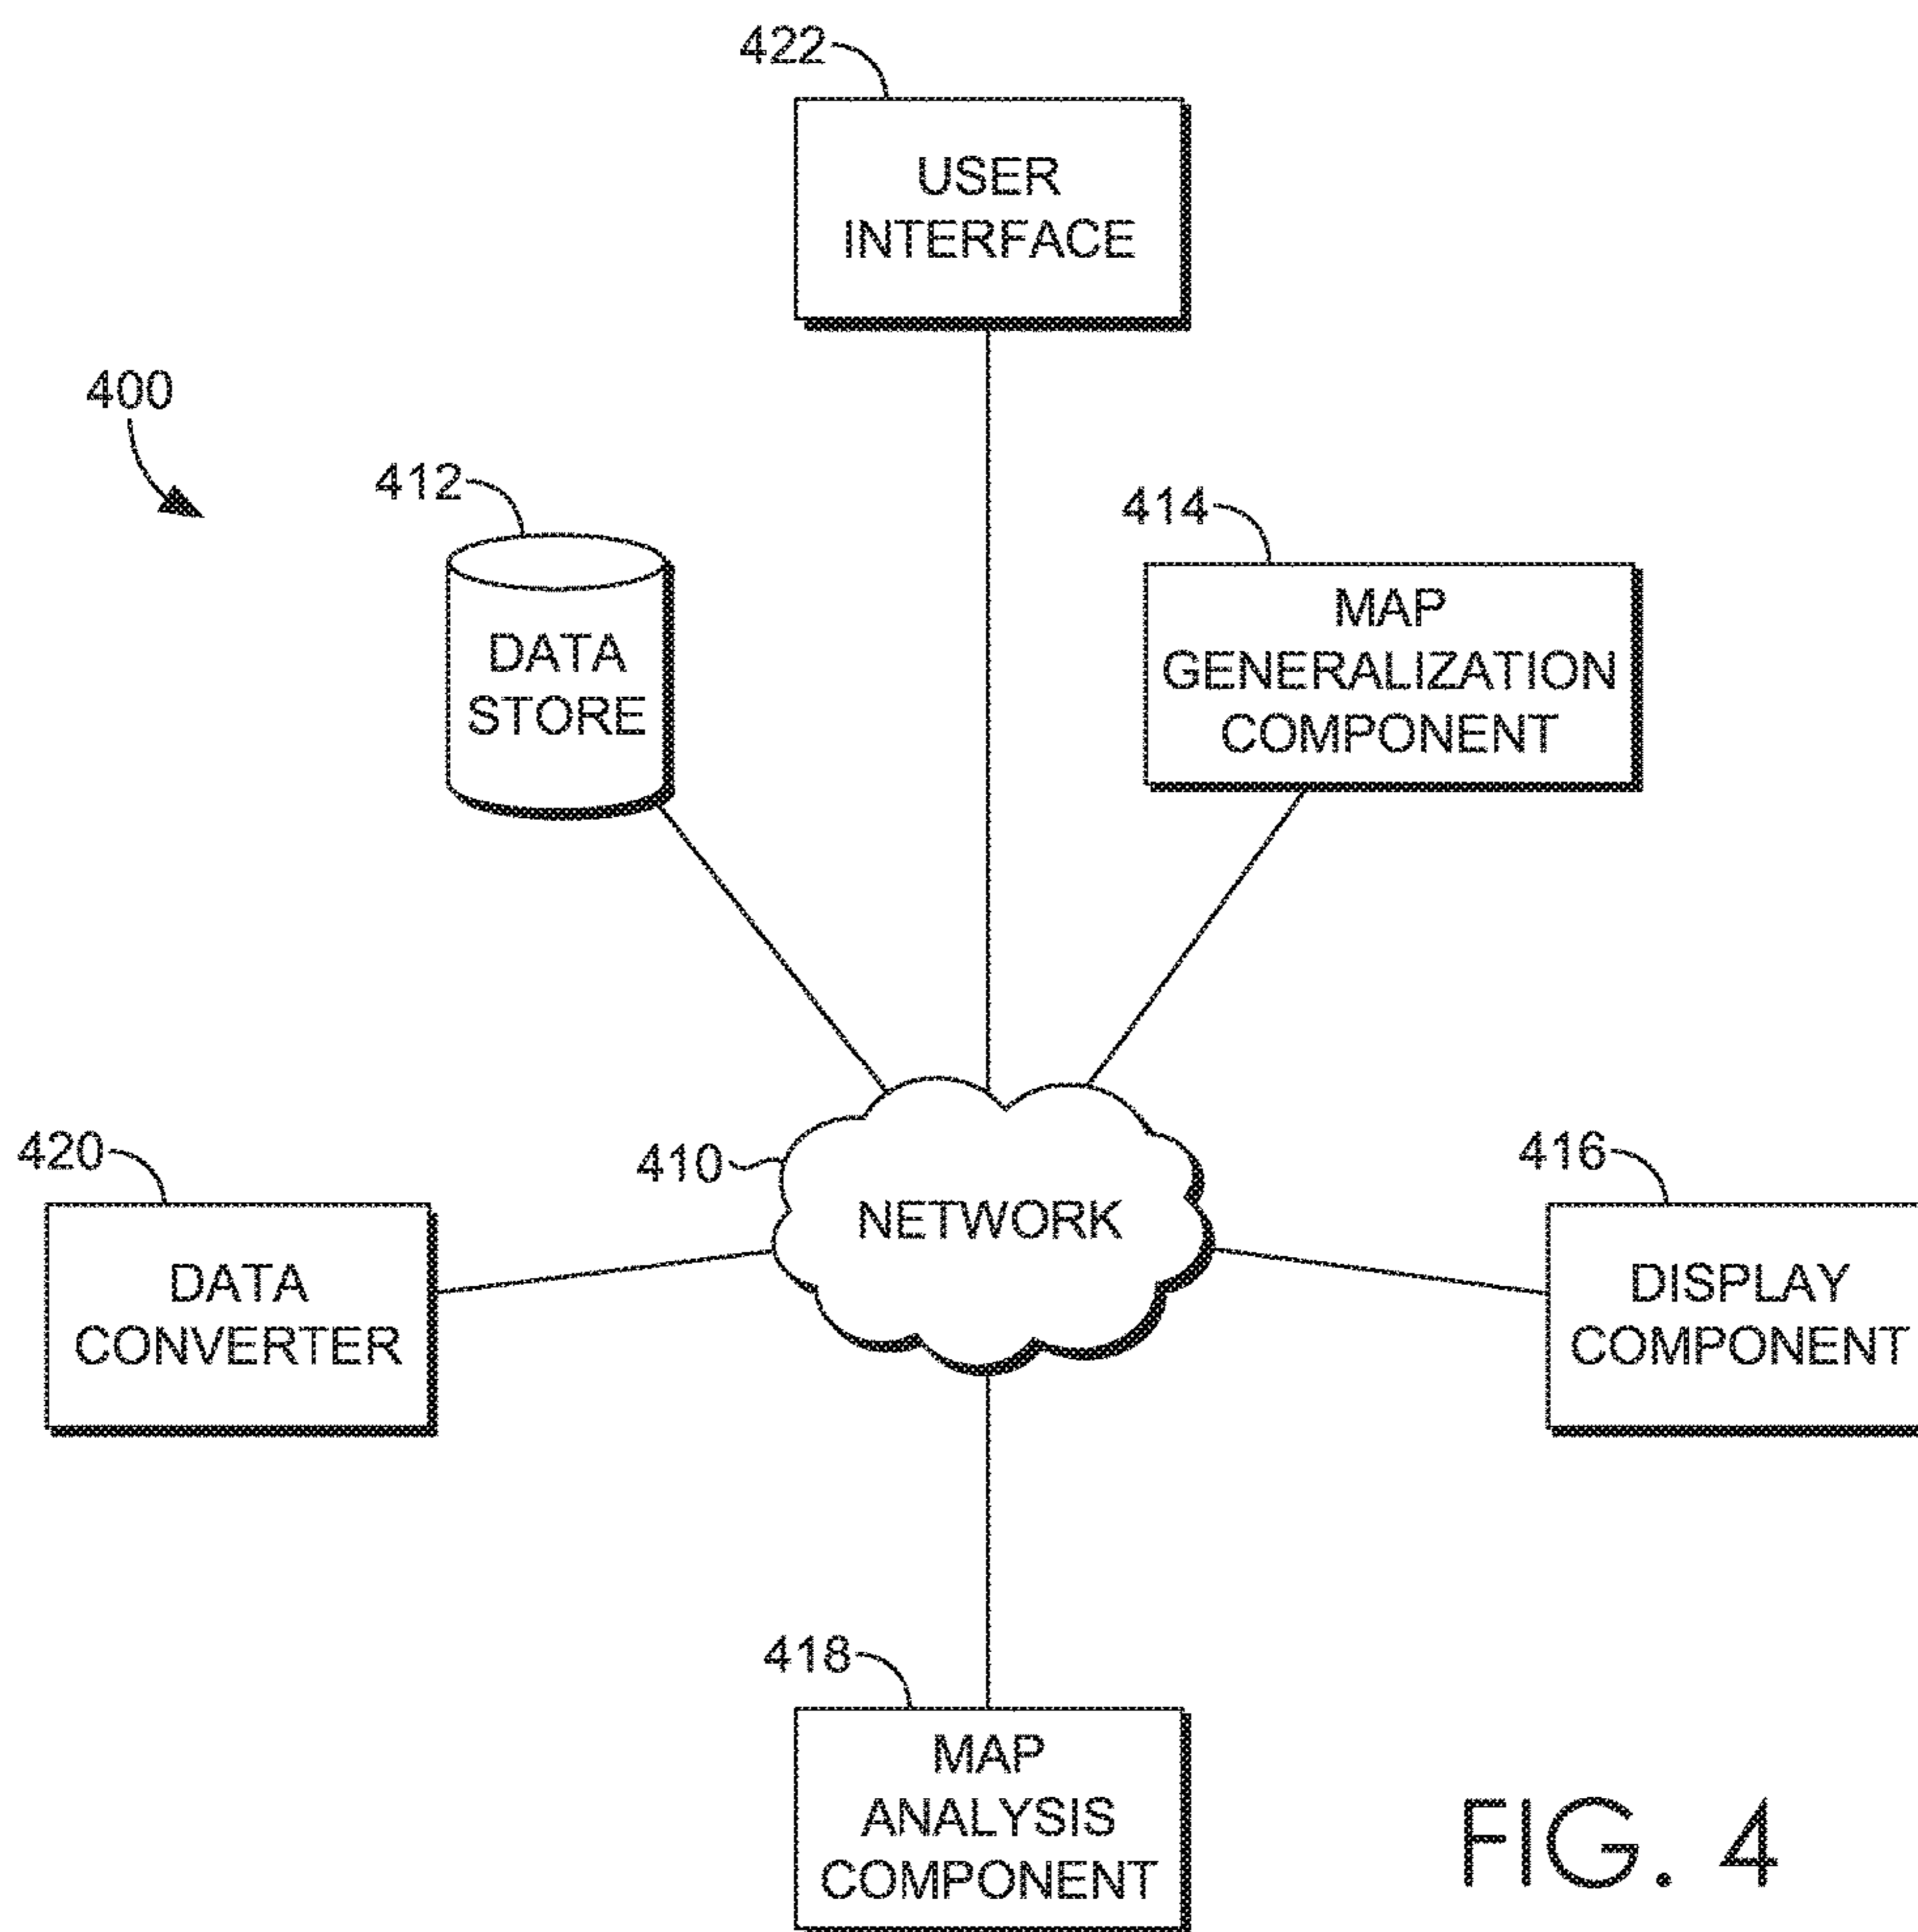 422
USER
INTERFACE
400
412
DATA
STORE
414
MAP
GENERALIZATION
COMPONENT
420
DATA
CONVERTER
410
NETWORK
416
DISPLAY
COMPONENT
418
MAP
ANALYSIS
COMPONENT
FIG. 4